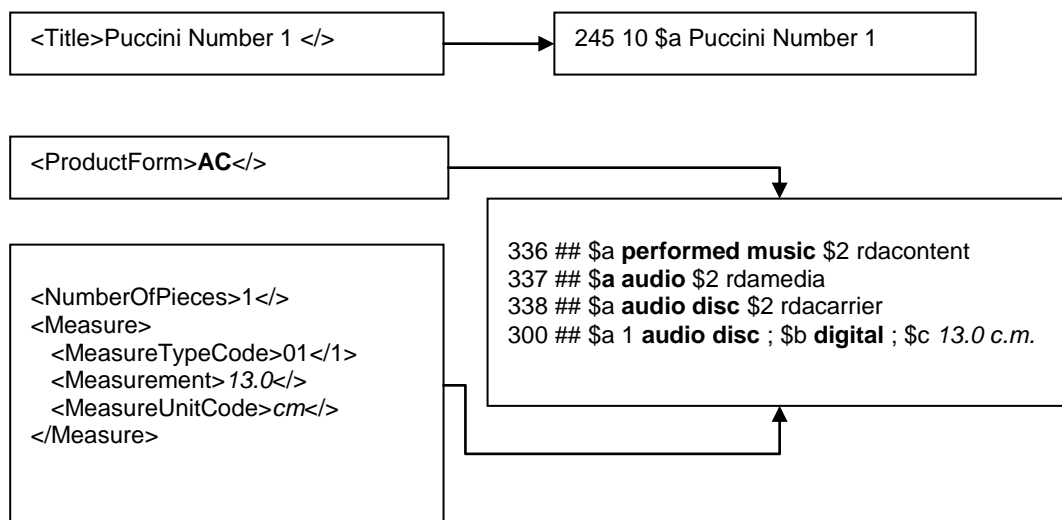 <Title>Puccini Number 1 </>
245 10 $a Puccini Number 1
<ProductForm>AC</>
336 ## $a performed music $2 rdacontent
337 ## $a audio $2 rdamedia
338 ## $a audio disc $2 rdacarrier
300 ## $a 1 audio disc ; $b digital ; $c 13.0 c.m.
<NumberOfPieces>1</>
<Measure>
<MeasureTypeCode>01</1>
<Measurement>13.0</>
<MeasureUnitCode>cm</>
</Measure>